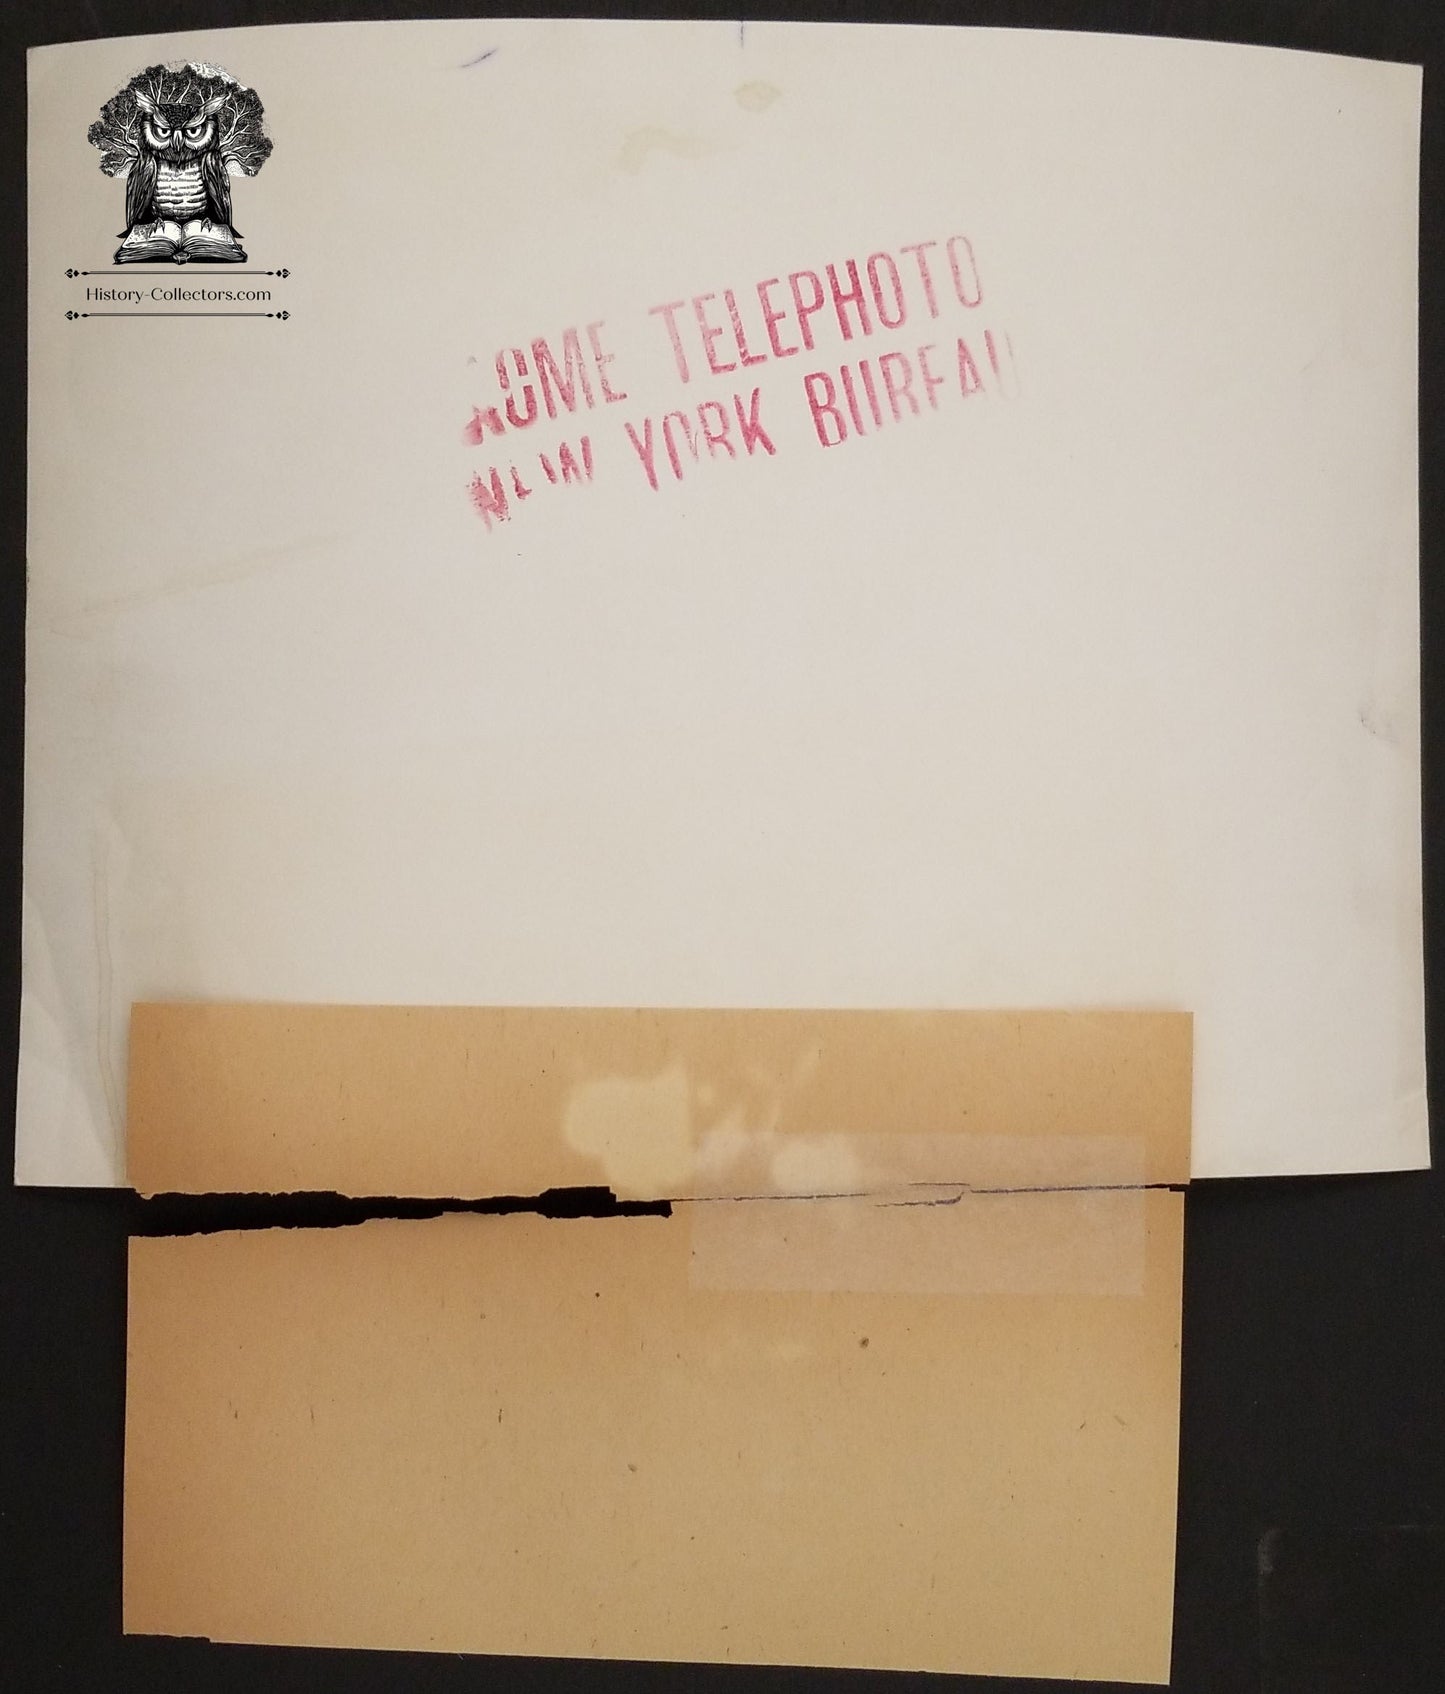 History-Collectors.com
ACME TELEPHOTO
NEW YORK BUREAU